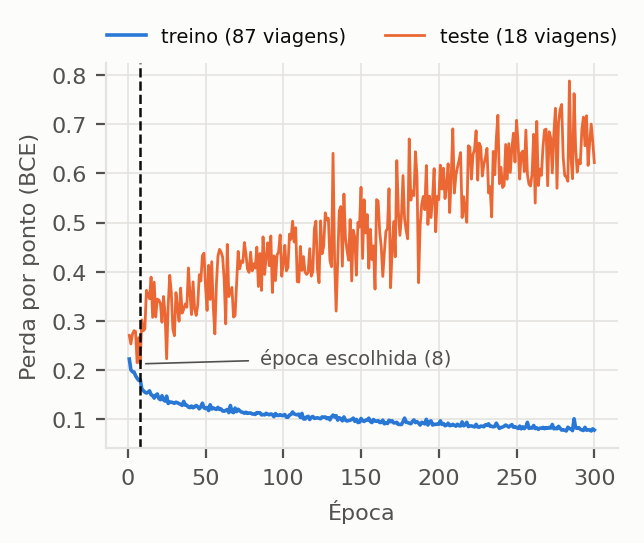 treino (87 viagens) teste (18 viagens)
Perda por ponto (BCE)
0.8
0.7
0.6
0.5
0.4
0.3
0.2
0.1
época escolhida (8)
0 50 100 150 200 250 300
Época